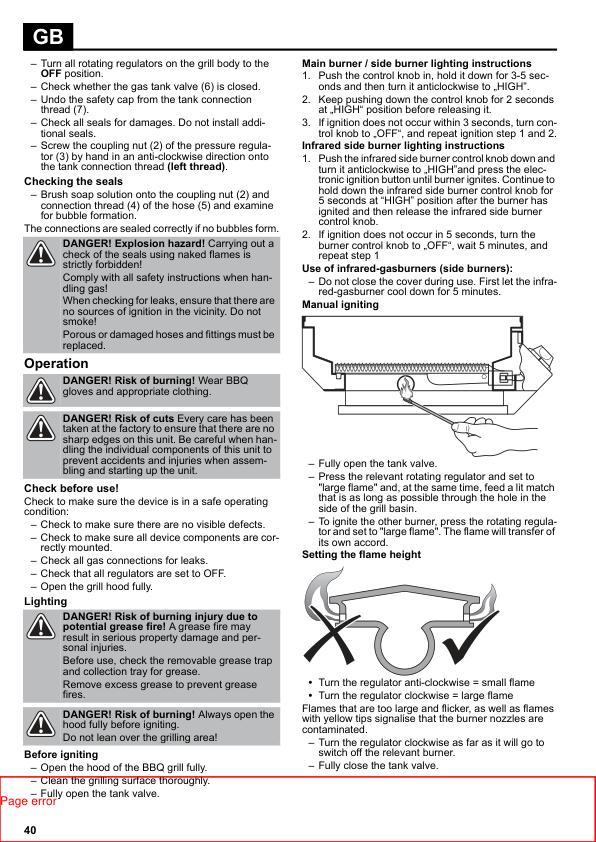 GB
– Turn all rotating regulators on the grill body to the
OFF position.
– Check whether the gas tank valve (6) is closed.
– Undo the safety cap from the tank connection
thread (7).
– Check all seals for damages. Do not install addi-
tional seals.
– Screw the coupling nut (2) of the pressure regula-
tor (3) by hand in an anti-clockwise direction onto
the tank connection thread (left thread).
Checking the seals
– Brush soap solution onto the coupling nut (2) and
connection thread (4) of the hose (5) and examine
for bubble formation.
The connections are sealed correctly if no bubbles form.
DANGER! Explosion hazard! Carrying out a
check of the seals using naked flames is
strictly forbidden!
Comply with all safety instructions when han-
dling gas!
When checking for leaks, ensure that there are
no sources of ignition in the vicinity. Do not
smoke!
Porous or damaged hoses and fittings must be
replaced.
Operation
DANGER! Risk of burning! Wear BBQ
gloves and appropriate clothing.
DANGER! Risk of cuts Every care has been
taken at the factory to ensure that there are no
sharp edges on this unit. Be careful when han-
dling the individual components of this unit to
prevent accidents and injuries when assem-
bling and starting up the unit.
Check before use!
Check to make sure the device is in a safe operating
condition:
– Check to make sure there are no visible defects.
– Check to make sure all device components are cor-
rectly mounted.
– Check all gas connections for leaks.
– Check that all regulators are set to OFF.
– Open the grill hood fully.
Lighting
DANGER! Risk of burning injury due to
potential grease fire! A grease fire may
result in serious property damage and per-
sonal injuries.
Before use, check the removable grease trap
and collection tray for grease.
Remove excess grease to prevent grease
fires.
DANGER! Risk of burning! Always open the
hood fully before igniting.
Do not lean over the grilling area!
Before igniting
– Open the hood of the BBQ grill fully.
– Clean the grilling surface thoroughly.
– Fully open the tank valve.
Main burner / side burner lighting instructions
1. Push the control knob in, hold it down for 3-5 sec-
onds and then turn it anticlockwise to „HIGH".
2. Keep pushing down the control knob for 2 seconds
at „HIGH“ position before releasing it.
3. If ignition does not occur within 3 seconds, turn con-
trol knob to „OFF“, and repeat ignition step 1 and 2.
Infrared side burner lighting instructions
1. Push the infrared side burner control knob down and
turn it anticlockwise to „HIGH"and press the elec-
tronic ignition button until burner ignites. Continue to
hold down the infrared side burner control knob for
5 seconds at “HIGH” position after the burner has
ignited and then release the infrared side burner
control knob.
2. If ignition does not occur in 5 seconds, turn the
burner control knob to „OFF“, wait 5 minutes, and
repeat step 1
Use of infrared-gasburners (side burners):
– Do not close the cover during use. First let the infra-
red-gasburner cool down for 5 minutes.
Manual igniting
– Fully open the tank valve.
– Press the relevant rotating regulator and set to
"large flame" and, at the same time, feed a lit match
that is as long as possible through the hole in the
side of the grill basin.
– To ignite the other burner, press the rotating regula-
tor and set to "large flame". The flame will transfer of
its own accord.
Setting the flame height
• Turn the regulator anti-clockwise = small flame
• Turn the regulator clockwise = large flame
Flames that are too large and flicker, as well as flames
with yellow tips signalise that the burner nozzles are
contaminated.
– Turn the regulator clockwise as far as it will go to
switch off the relevant burner.
– Fully close the tank valve.
Page error
40